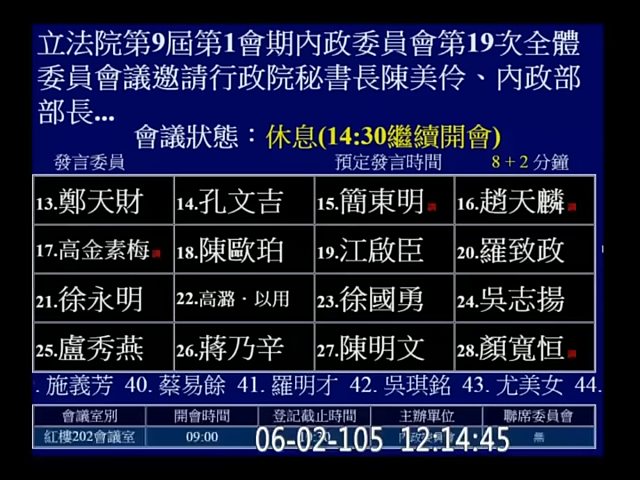 立法院第9屆第1會期內政委員會第19次全體
委員會議邀請行政院秘書長陳美伶、內政部
部長...
會議狀態：休息(14:30繼續開會)
發言委員 預定發言時間 8+2分鐘
13.鄭天財 14.孔文吉 15.簡東明 16.趙天麟
17.高金素梅 18.陳歐珀 19.江啟臣 20.羅致政
21.徐永明 22.高潞．以用 23.徐國勇 24.吳志揚
25.盧秀燕 26.蔣乃辛 27.陳明文 28.顏寬恒
. 施義芳 40. 蔡易餘 41. 羅明才 42. 吳琪銘 43. 尤美女 44.
會議室別 開會時間 登記截止時間 主辦單位 聯席委員會
紅樓202會議室 09:00 無
06-02-105 12:14:45